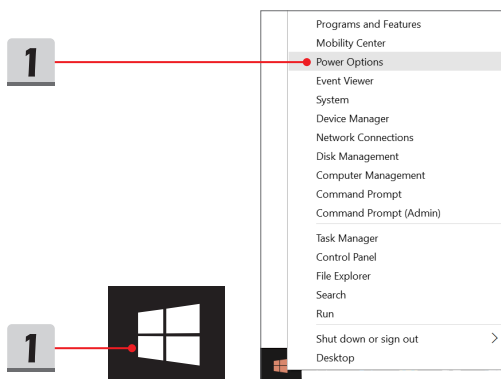 1
Programs and Features
Mobility Center
Power Options
Event Viewer
System
Device Manager
Network Connections
Disk Management
Computer Management
Command Prompt
Command Prompt (Admin)
Task Manager
Control Panel
File Explorer
Search
Run
1
Shut down or sign out
Desktop